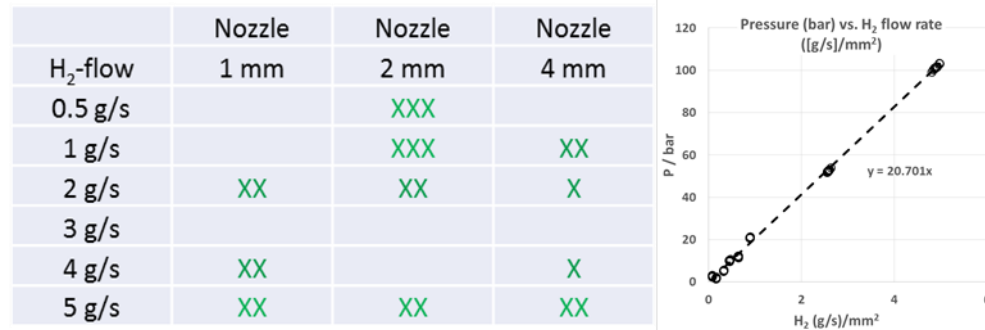 Nozzle Nozzle Nozzle
H₂-flow 1 mm 2 mm 4 mm
0.5 g/s XXX
1 g/s XXX XX
2 g/s XX XX X
3 g/s
4 g/s XX X
5 g/s XX XX XX
Pressure (bar) vs. H₂ flow rate
([g/s]/mm²)
120
100
80
60
40
20
0
P / bar
y = 20.701x
0 2 4 6
H₂ (g/s)/mm²